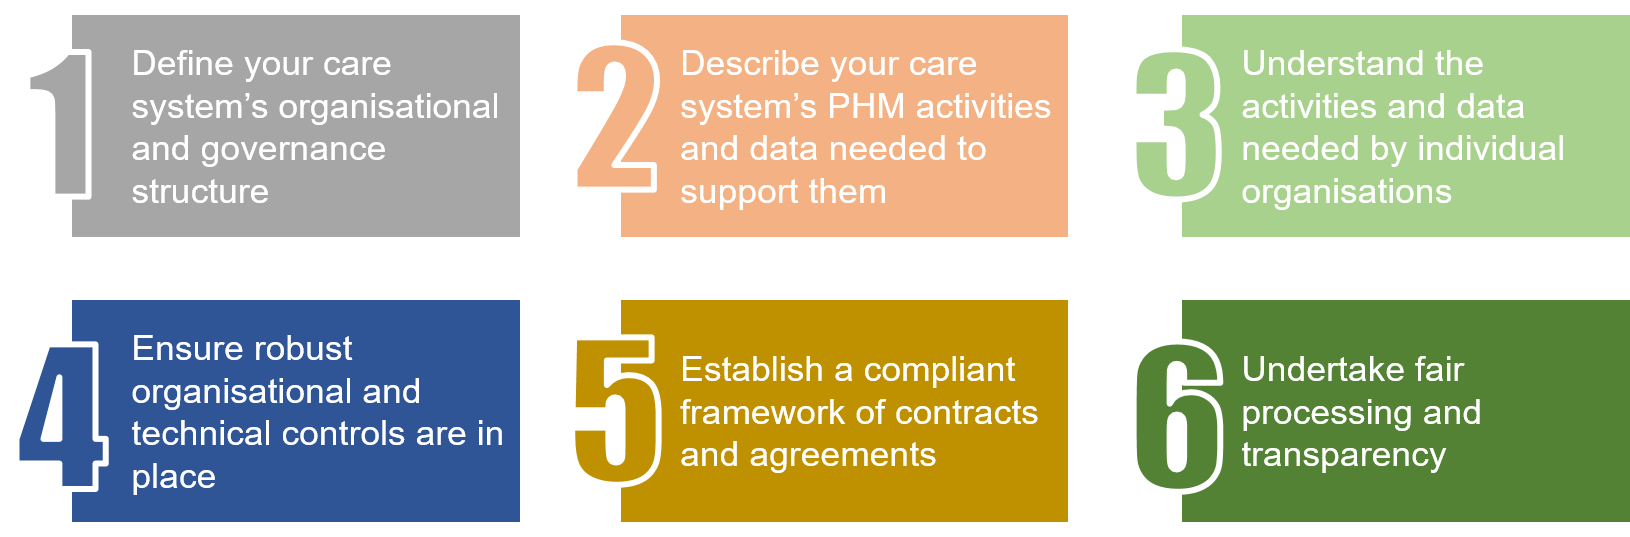 1
Define your care
system’s organisational
and governance
structure
2
Describe your care
system’s PHM activities
and data needed to
support them
3
Understand the
activities and data
needed by individual
organisations
4
Ensure robust
organisational and
technical controls are in
place
5
Establish a compliant
framework of contracts
and agreements
6
Undertake fair
processing and
transparency